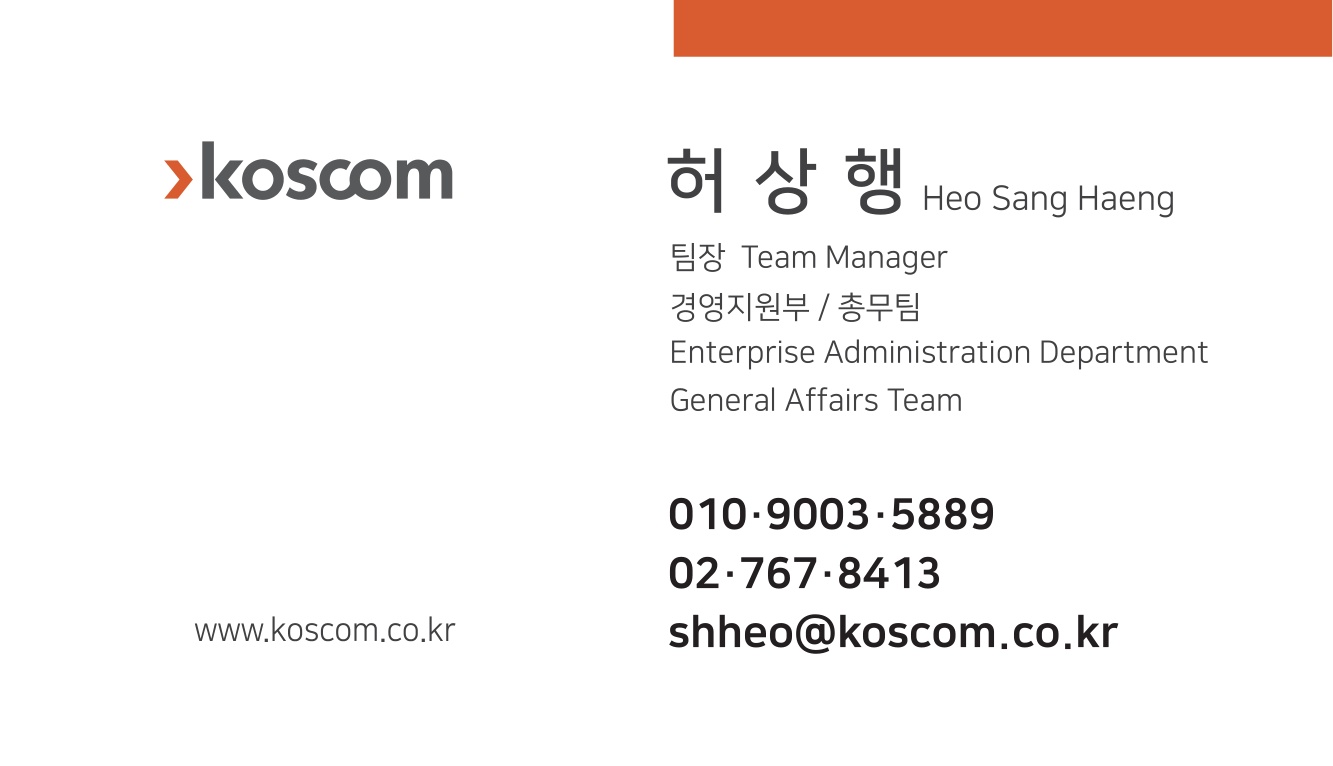 koscom
허 상 행 Heo Sang Haeng
팀장 Team Manager
경영지원부 / 총무팀
Enterprise Administration Department
General Affairs Team
010·9003·5889
02·767·8413
shheo@koscom.co.kr
www.koscom.co.kr